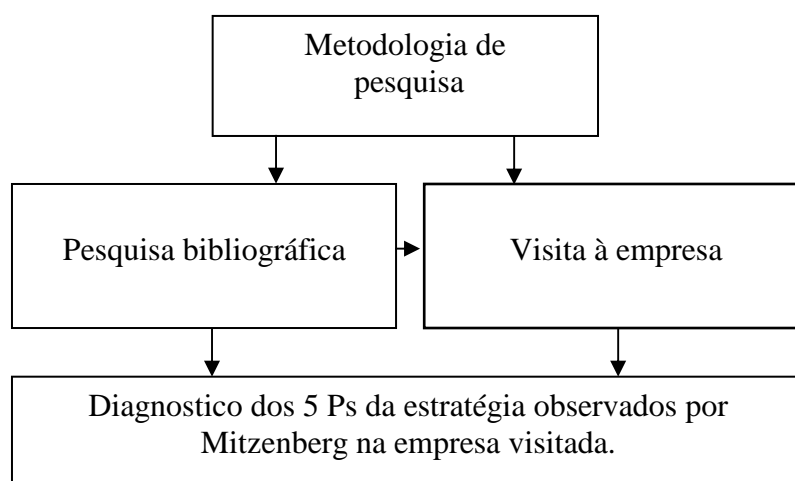 Metodologia de
pesquisa
Pesquisa bibliográfica
Visita à empresa
Diagnostico dos 5 Ps da estratégia observados por
Mitzenberg na empresa visitada.